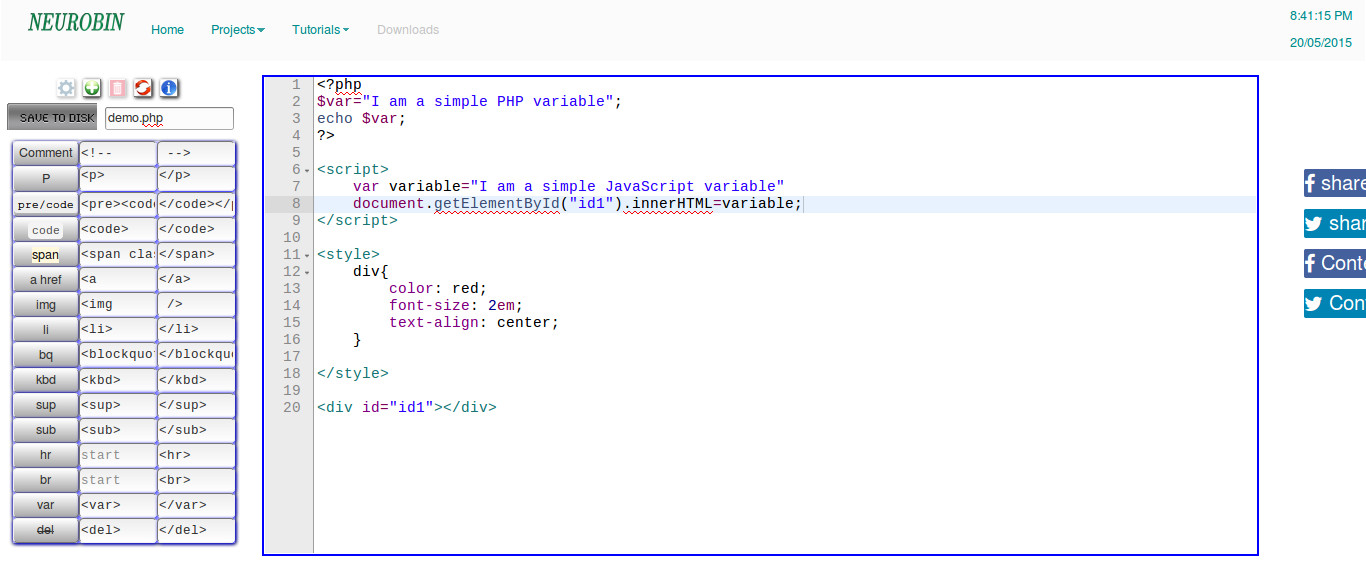 NEUROBIN
Home Projects Tutorials Downloads
8:41:15 PM
20/05/2015
SAVE TO DISK demo.php
Comment <!-- -->
P <p> </p>
pre/code <pre><cod </code></p
code <code> </code>
span <span cla </span>
a href <a </a>
img <img />
li <li> </li>
bq <blockquo </blockquo
kbd <kbd> </kbd>
sup <sup> </sup>
sub <sub> </sub>
hr start <hr>
br start <br>
var <var> </var>
del <del> </del>
1 <?php
2 $var="I am a simple PHP variable";
3 echo $var;
4 ?>
5
6 <script>
7 var variable="I am a simple JavaScript variable"
8 document.getElementById("id1").innerHTML=variable;
9 </script>
10
11 <style>
12 div{
13 color: red;
14 font-size: 2em;
15 text-align: center;
16 }
17
18 </style>
19
20 <div id="id1"></div>
share
shar
Conte
Con